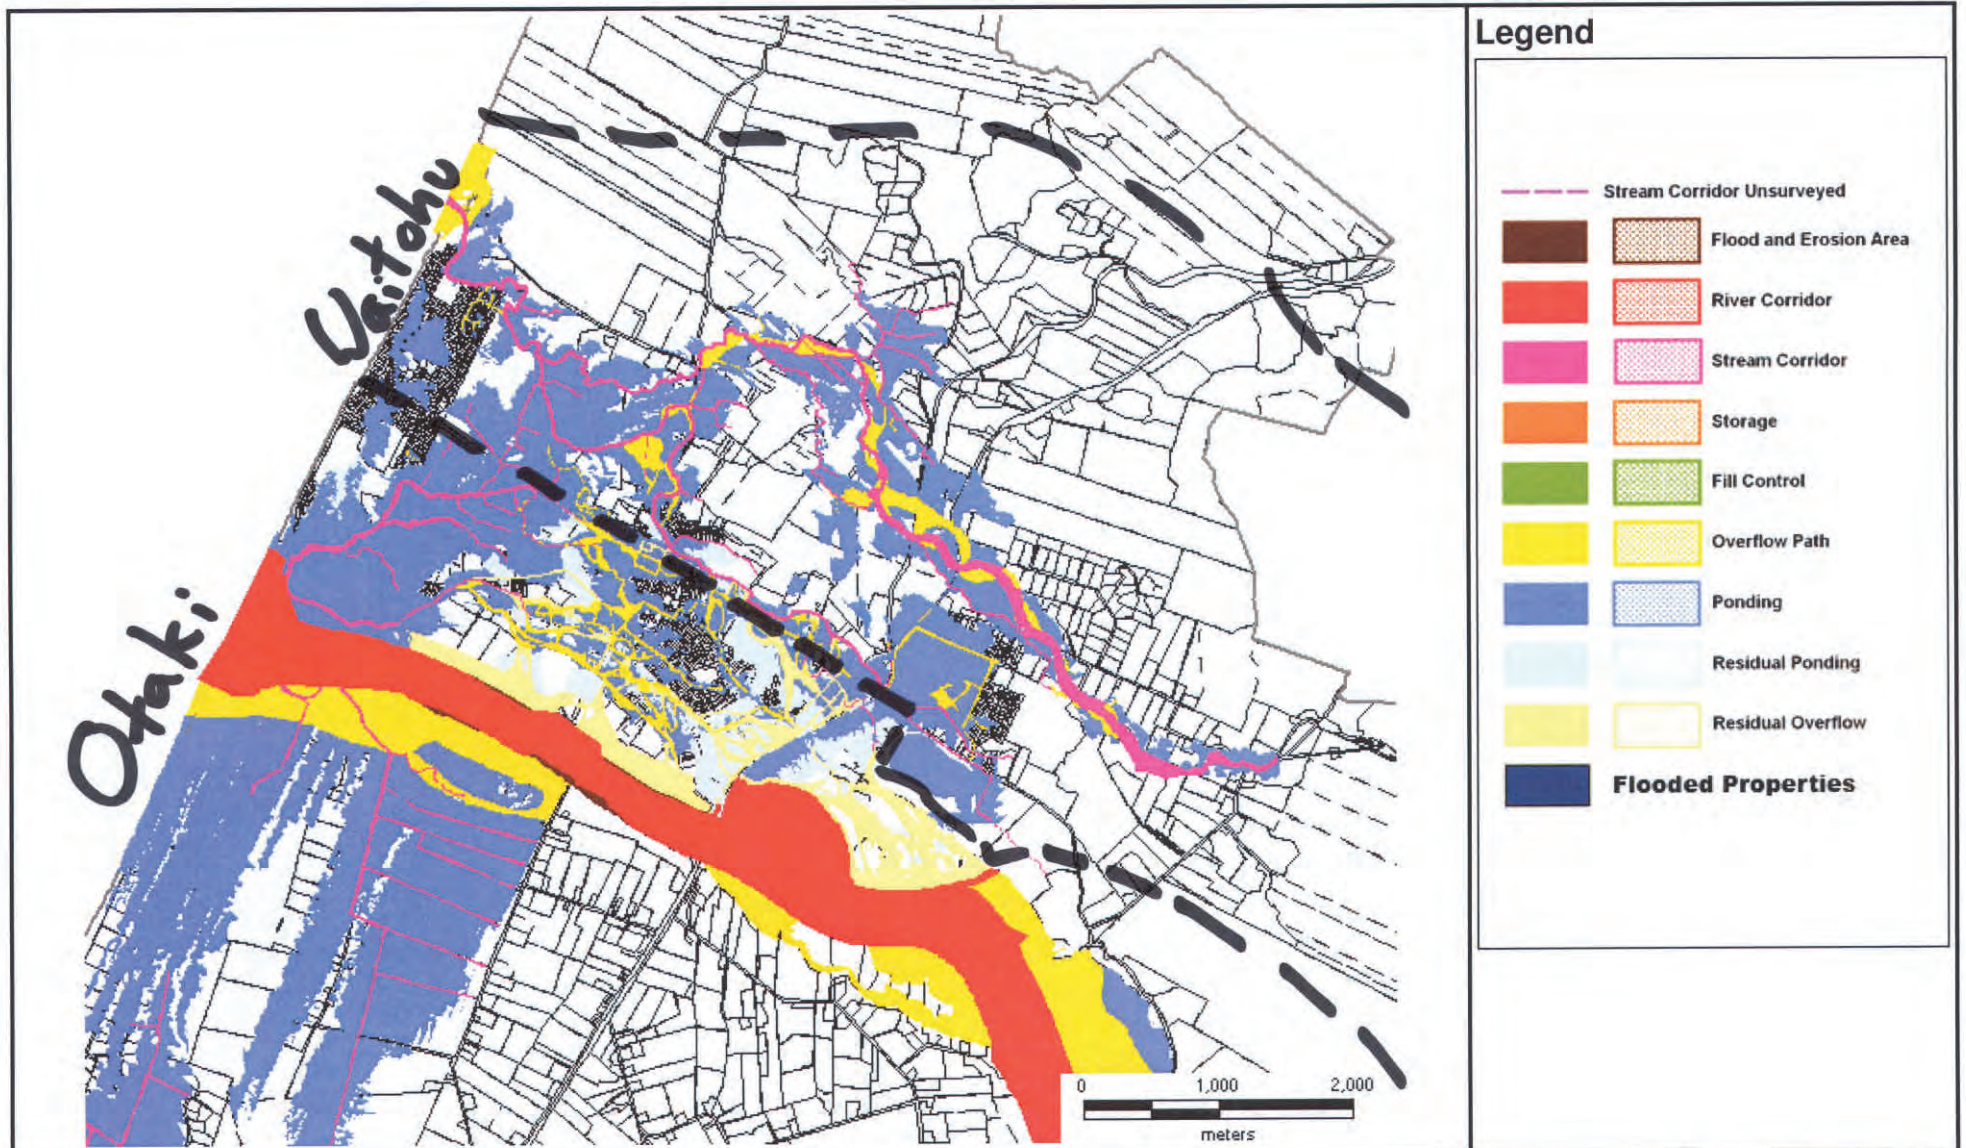 Legend
Stream Corridor Unsurveyed
Flood and Erosion Area
River Corridor
Stream Corridor
Storage
Fill Control
Overflow Path
Ponding
Residual Ponding
Residual Overflow
Flooded Properties
Waitohu
Otaki
0 1,000 2,000
meters